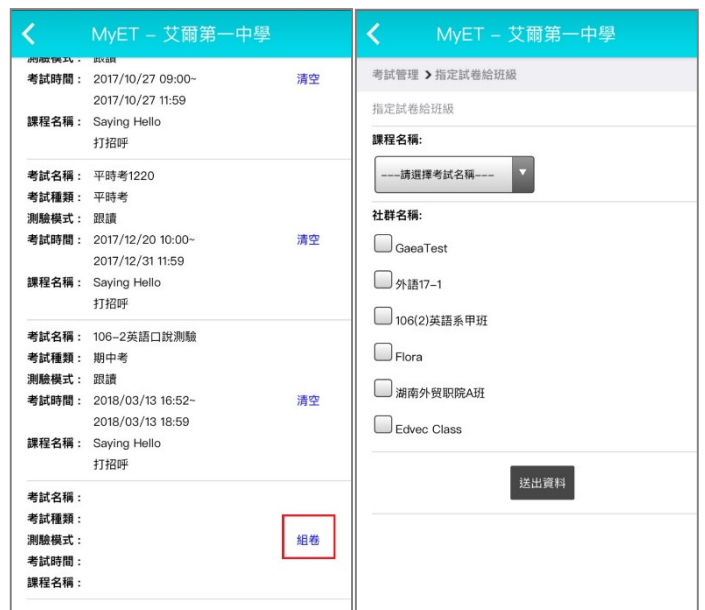 MyET – 艾爾第一中學
測驗模式： 跟讀
考試時間： 2017/10/27 09:00~ 清空
2017/10/27 11:59
課程名稱： Saying Hello
打招呼
考試名稱： 平時考1220
考試種類： 平時考
測驗模式： 跟讀
考試時間： 2017/12/20 10:00~ 清空
2017/12/31 11:59
課程名稱： Saying Hello
打招呼
考試名稱： 106–2英語口說測驗
考試種類： 期中考
測驗模式： 跟讀
考試時間： 2018/03/13 16:52~ 清空
2018/03/13 18:59
課程名稱： Saying Hello
打招呼
考試名稱：
考試種類：
測驗模式： 組卷
考試時間：
課程名稱：
MyET – 艾爾第一中學
考試管理 > 指定試卷給班級
指定試卷給班級
課程名稱:
---請選擇考試名稱---
社群名稱:
GaeaTest
外語17–1
106(2)英語系甲班
Flora
湖南外贸职院A班
Edvec Class
送出資料